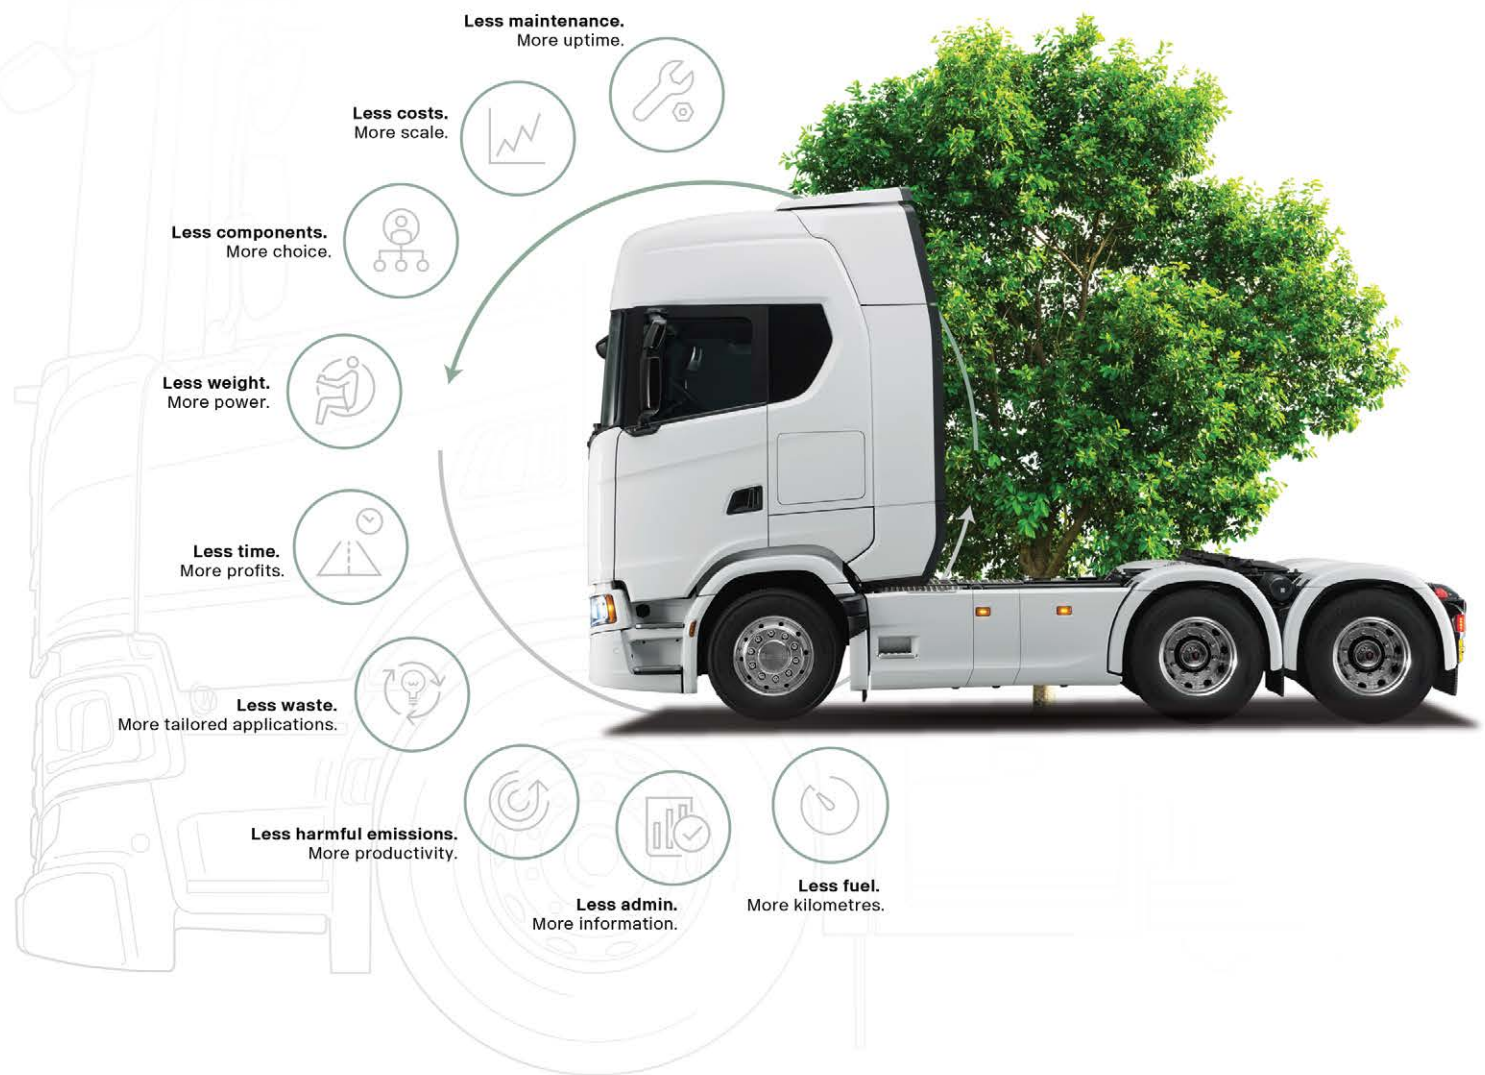 Less maintenance.
More uptime.
Less costs.
More scale.
Less components.
More choice.
Less weight.
More power.
Less time.
More profits.
Less waste.
More tailored applications.
Less harmful emissions.
More productivity.
Less admin.
More information.
Less fuel.
More kilometres.